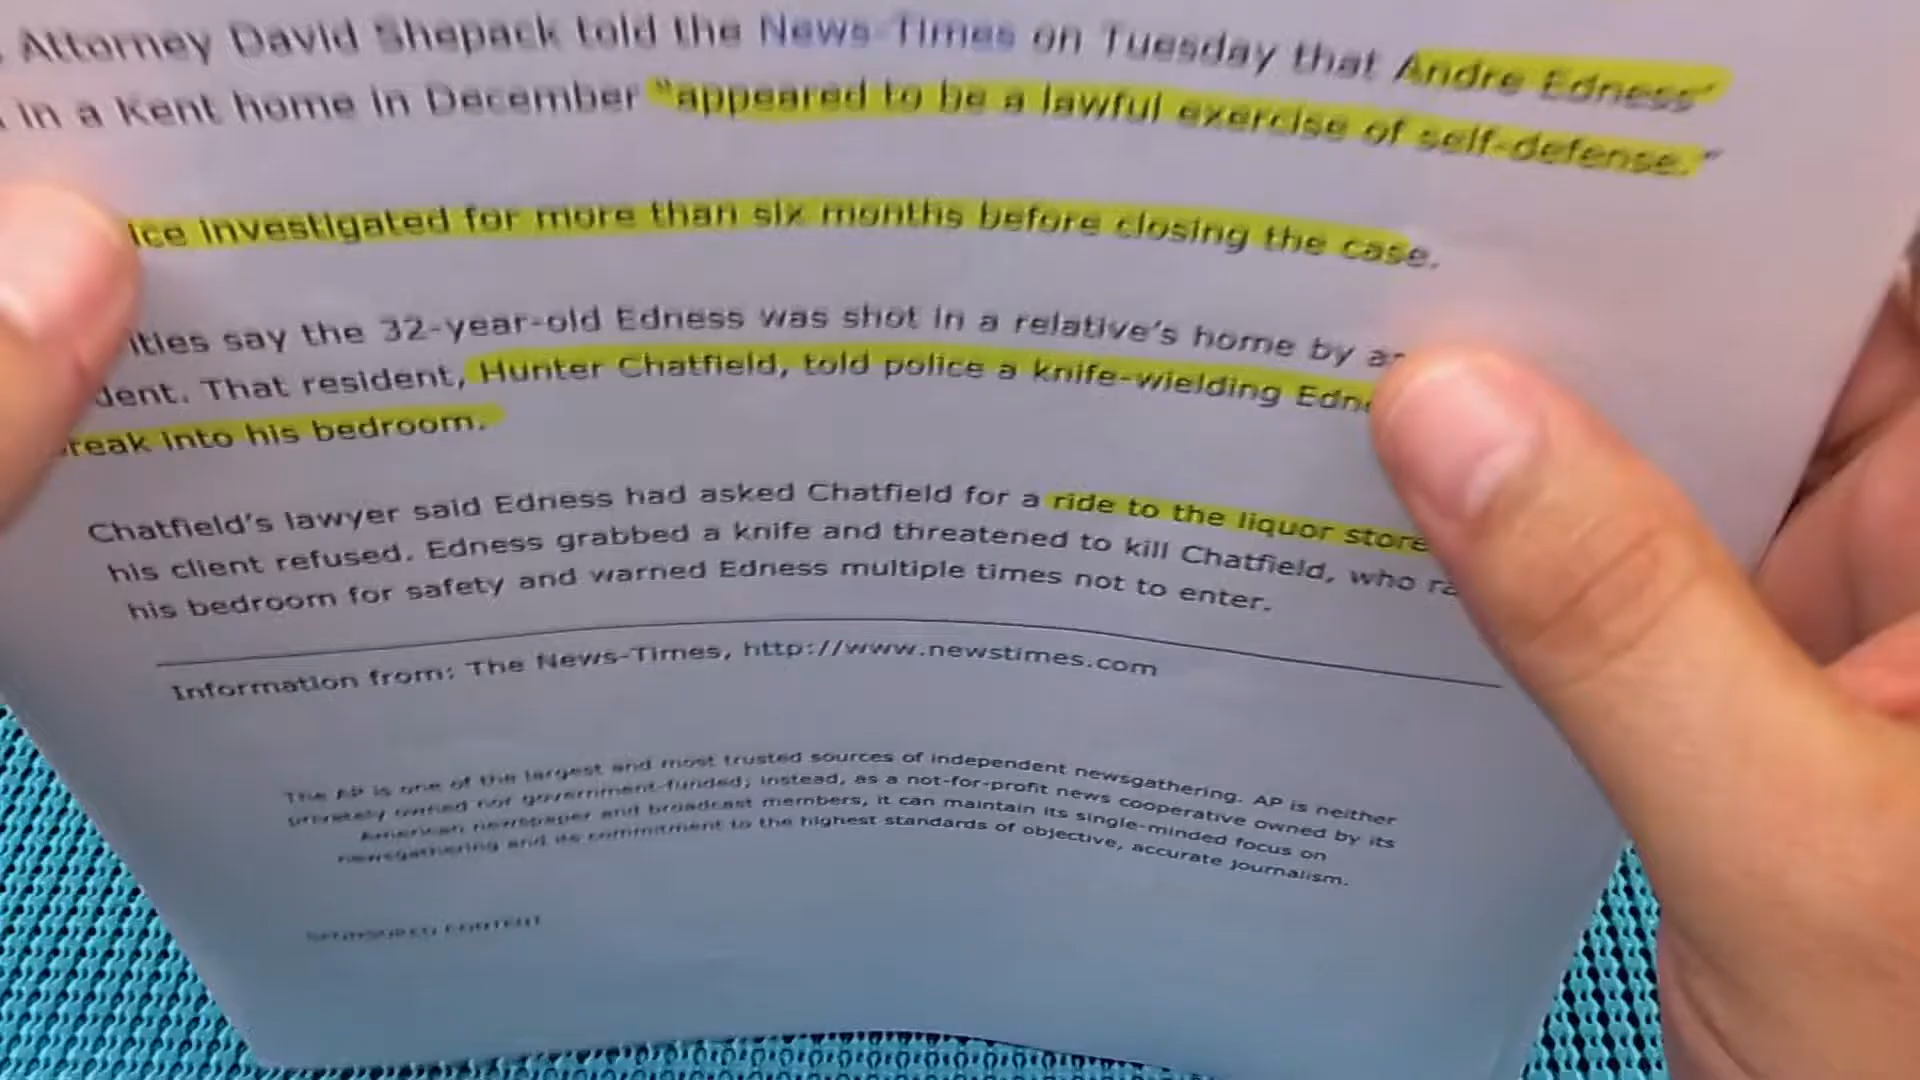 Attorney David Shepack told the News-Times on Tuesday that Andre Edness'
in a Kent home in December "appeared to be a lawful exercise of self-defense."
ice investigated for more than six months before closing the case.
ities say the 32-year-old Edness was shot in a relative's home by
dent. That resident, Hunter Chatfield, told police a knife-wielding Edne
reak into his bedroom.
Chatfield's lawyer said Edness had asked Chatfield for a ride to the liquor store
his client refused. Edness grabbed a knife and threatened to kill Chatfield, who ra
his bedroom for safety and warned Edness multiple times not to enter.
Information from: The News-Times, http://www.newstimes.com
The AP is one of the largest and most trusted sources of independent newsgathering. AP is neither
privately owned nor government-funded; instead, as a not-for-profit news cooperative owned by its
American newspaper and broadcast members, it can maintain its single-minded focus on
newsgathering and its commitment to the highest standards of objective, accurate journalism.
SPONSORED CONTENT